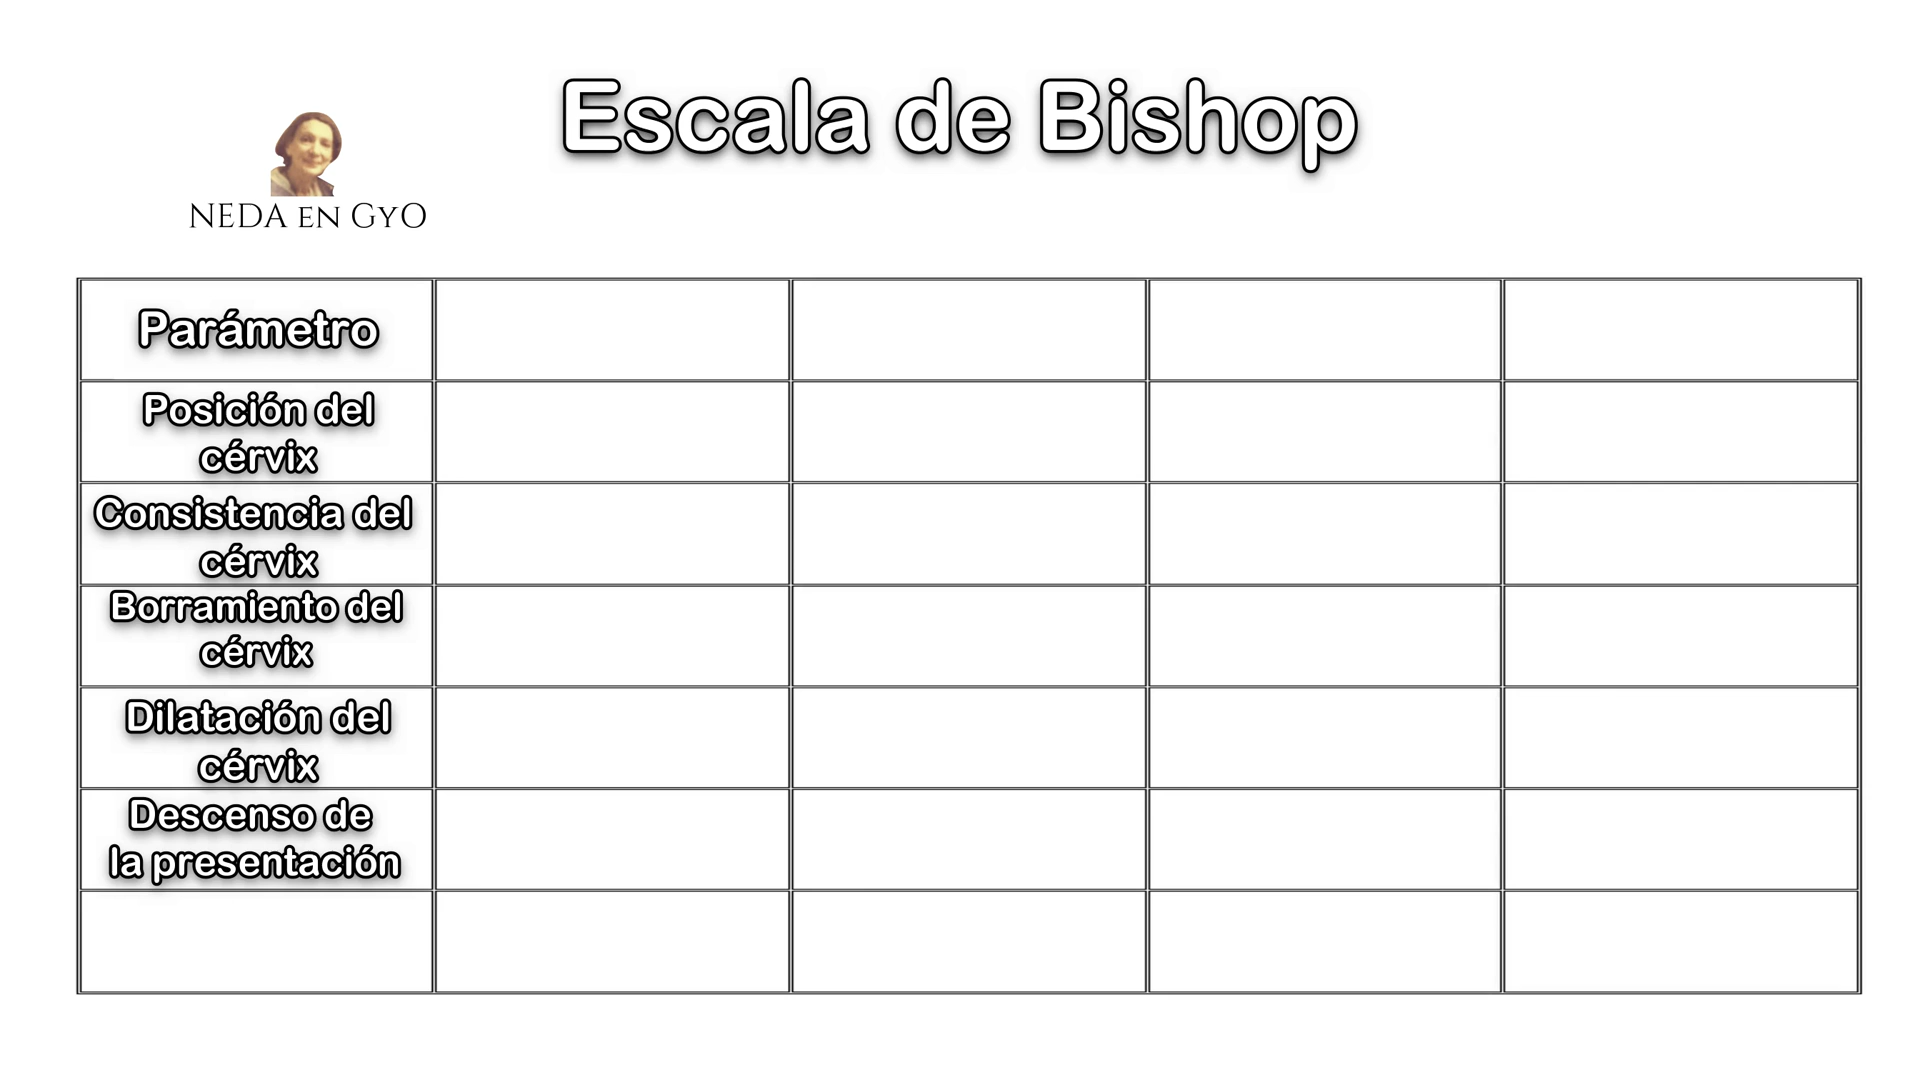 Escala de Bishop
NEDA EN GYO
Parámetro
Posición del
cérvix
Consistencia del
cérvix
Borramiento del
cérvix
Dilatación del
cérvix
Descenso de
la presentación